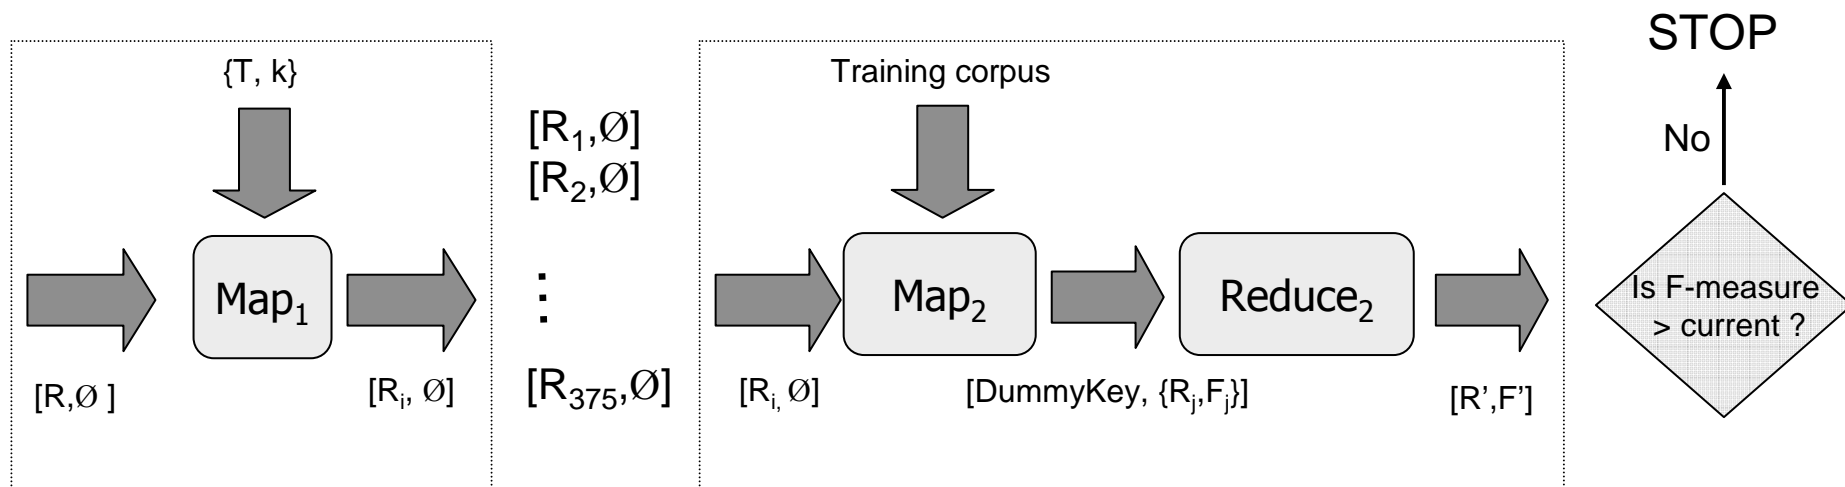 STOP
{T, k}
Training corpus
[R₁,Ø]
[R₂,Ø]
⋮
[R₃₇₅,Ø]
No
Map₁
Map₂
Reduce₂
Is F-measure
> current ?
[R,Ø ]
[Rᵢ, Ø]
[Rᵢ, Ø]
[DummyKey, {Rⱼ,Fⱼ}]
[R’,F’]